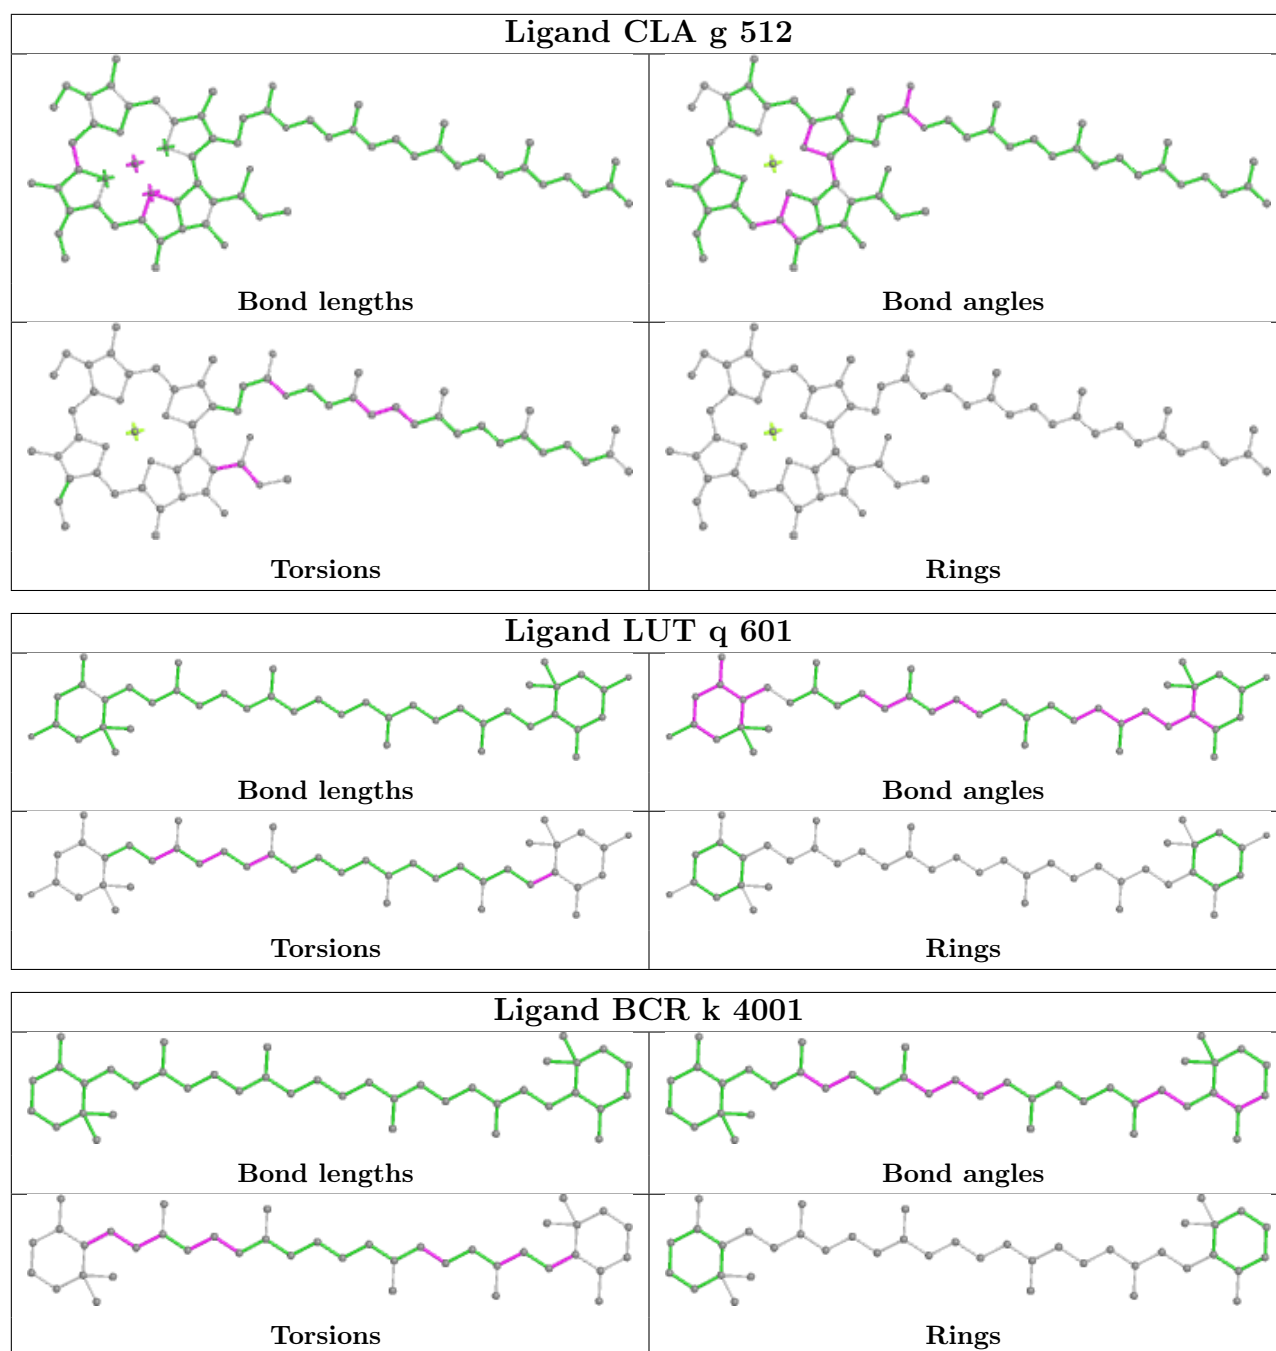 Ligand CLA g 512
Bond lengths
Bond angles
Torsions
Rings
Ligand LUT q 601
Bond lengths
Bond angles
Torsions
Rings
Ligand BCR k 4001
Bond lengths
Bond angles
Torsions
Rings